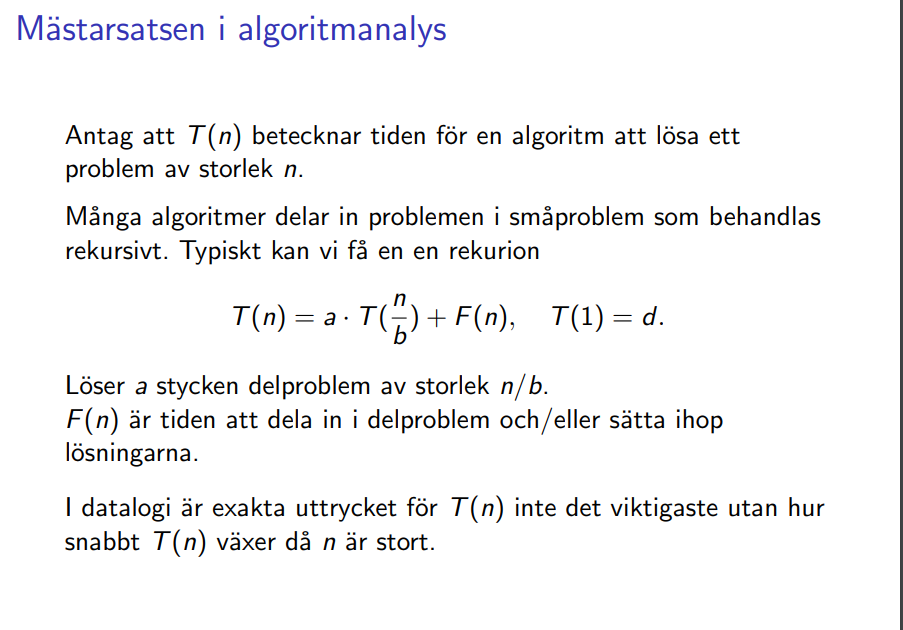 Mästarsatsen i algoritmanalys
Antag att T(n) betecknar tiden för en algoritm att lösa ett
problem av storlek n.
Många algoritmer delar in problemen i småproblem som behandlas
rekursivt. Typiskt kan vi få en en rekurion
T(n) = a · T(n/b) + F(n), T(1) = d.
Löser a stycken delproblem av storlek n/b.
F(n) är tiden att dela in i delproblem och/eller sätta ihop
lösningarna.
I datalogi är exakta uttrycket för T(n) inte det viktigaste utan hur
snabbt T(n) växer då n är stort.